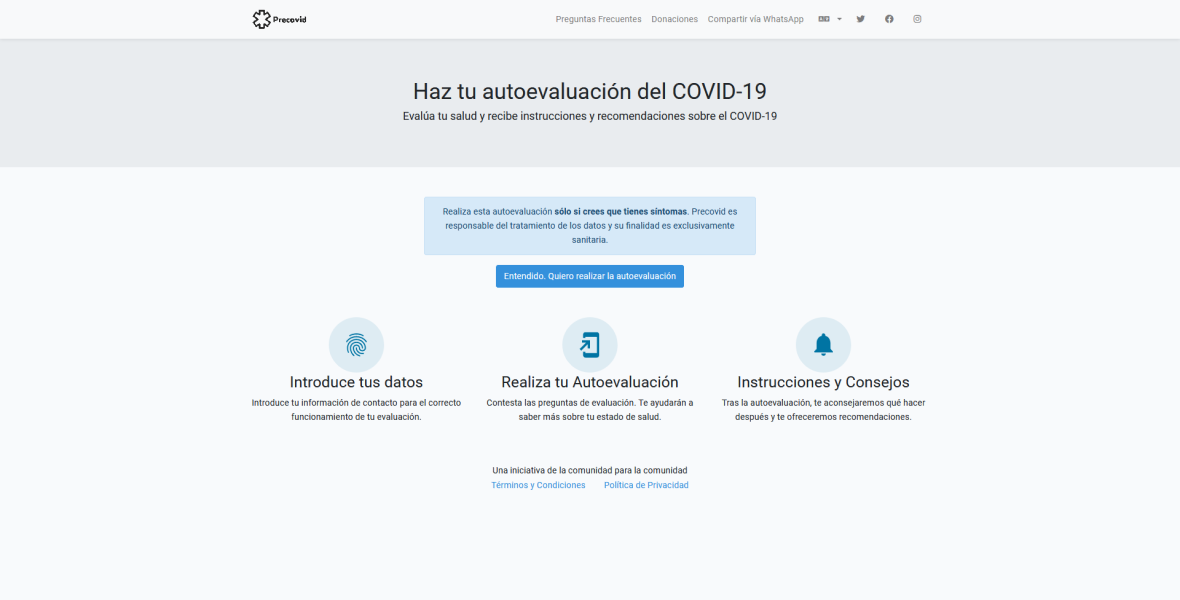 Precovid
Preguntas Frecuentes Donaciones Compartir vía WhatsApp
Haz tu autoevaluación del COVID-19
Evalúa tu salud y recibe instrucciones y recomendaciones sobre el COVID-19
Realiza esta autoevaluación sólo si crees que tienes síntomas. Precovid es
responsable del tratamiento de los datos y su finalidad es exclusivamente
sanitaria.
Entendido. Quiero realizar la autoevaluación
Introduce tus datos
Introduce tu información de contacto para el correcto
funcionamiento de tu evaluación.
Realiza tu Autoevaluación
Contesta las preguntas de evaluación. Te ayudarán a
saber más sobre tu estado de salud.
Instrucciones y Consejos
Tras la autoevaluación, te aconsejaremos qué hacer
después y te ofreceremos recomendaciones.
Una iniciativa de la comunidad para la comunidad
Términos y Condiciones Política de Privacidad